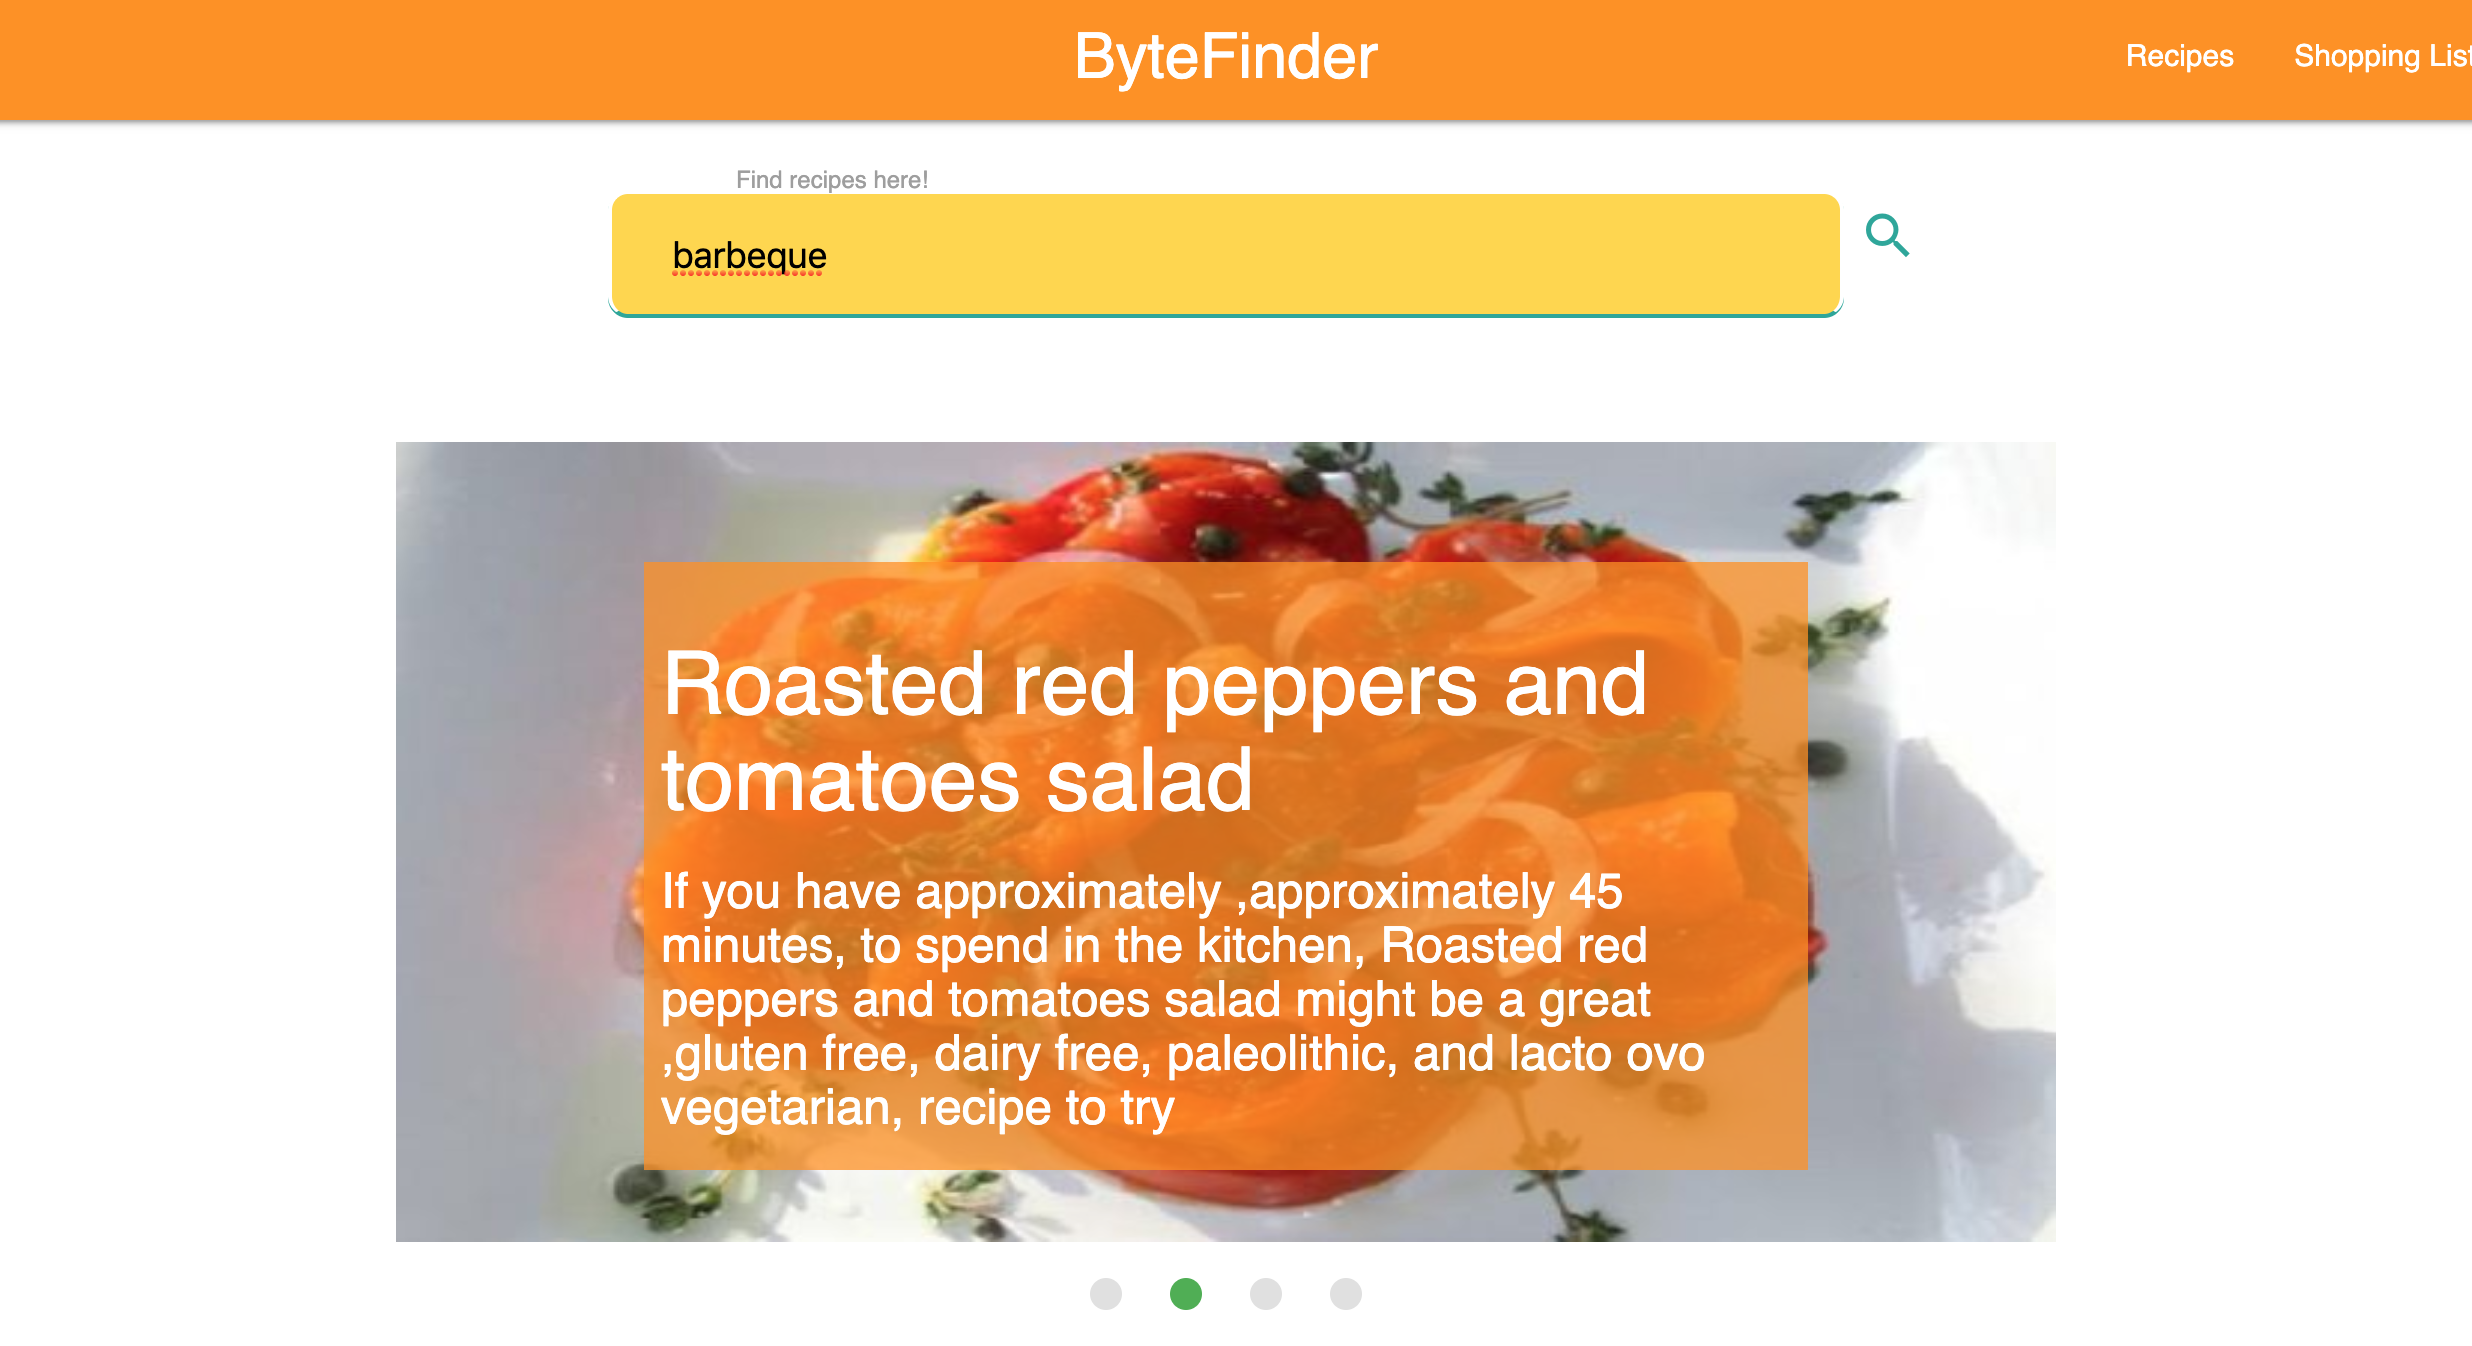 ByteFinder
Recipes Shopping List
Find recipes here!
barbeque
Roasted red peppers and
tomatoes salad
If you have approximately ,approximately 45
minutes, to spend in the kitchen, Roasted red
peppers and tomatoes salad might be a great
,gluten free, dairy free, paleolithic, and lacto ovo
vegetarian, recipe to try